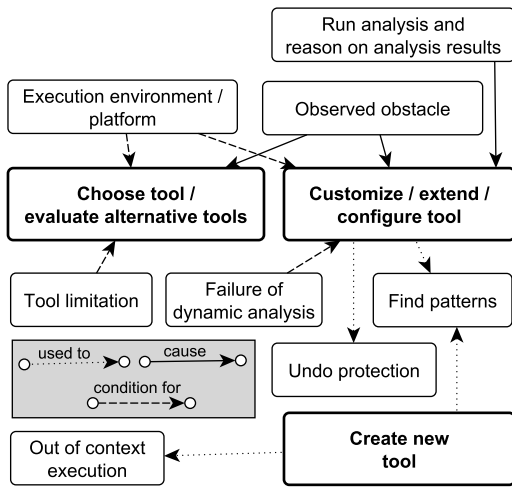 Run analysis and
reason on analysis results
Execution environment /
platform
Observed obstacle
Choose tool /
evaluate alternative tools
Customize / extend /
configure tool
Tool limitation
Failure of
dynamic analysis
Find patterns
used to
cause
condition for
Undo protection
Out of context
execution
Create new
tool